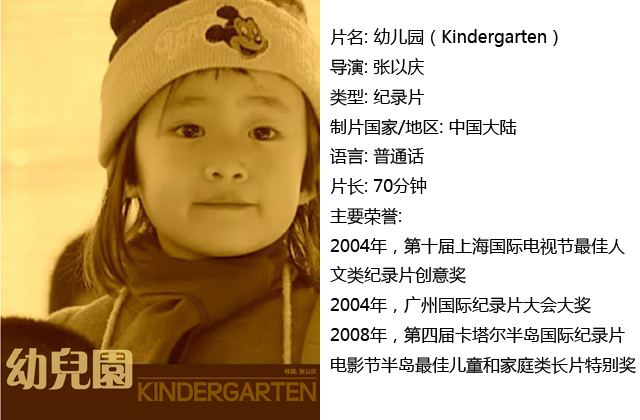 幼兒園
导演:张以庆
KINDERGARTEN
片名: 幼儿园（Kindergarten）
导演: 张以庆
类型: 纪录片
制片国家/地区: 中国大陆
语言: 普通话
片长: 70分钟
主要荣誉:
2004年，第十届上海国际电视节最佳人
文类纪录片创意奖
2004年，广州国际纪录片大会大奖
2008年，第四届卡塔尔半岛国际纪录片
电影节半岛最佳儿童和家庭类长片特别奖